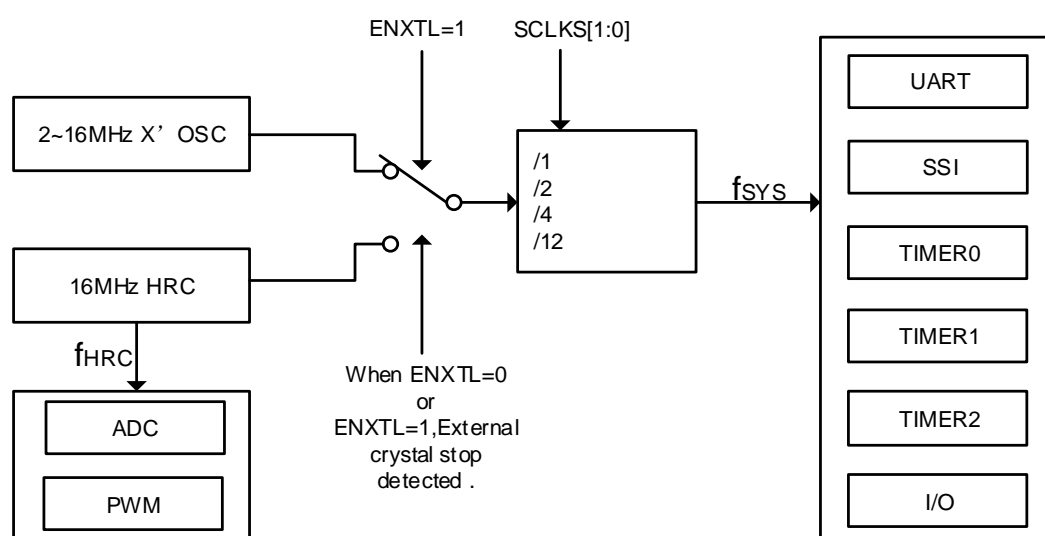 ENXTL=1
SCLKS[1:0]
2~16MHz X’ OSC
16MHz HRC
fHRC
ADC
PWM
When ENXTL=0
or
ENXTL=1,External
crystal stop
detected .
/1
/2
/4
/12
fSYS
UART
SSI
TIMER0
TIMER1
TIMER2
I/O